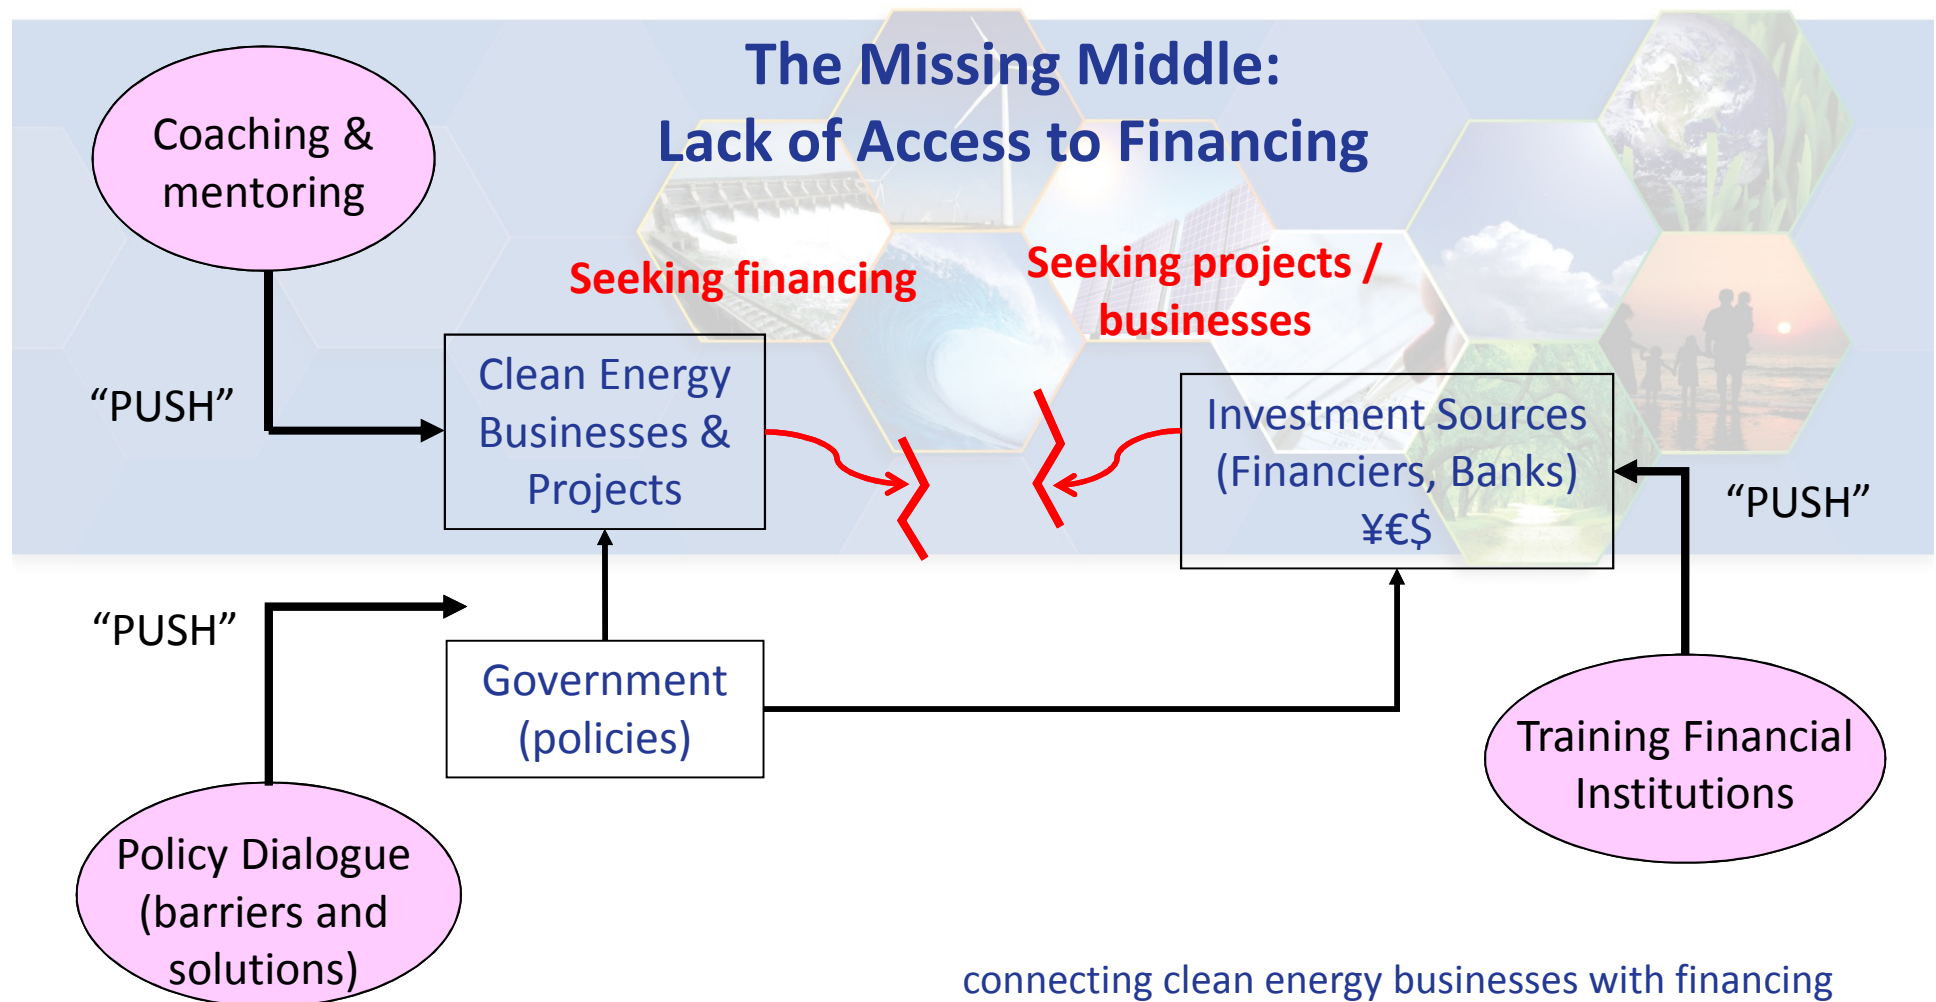 The Missing Middle:
Lack of Access to Financing
Coaching &
mentoring
Seeking financing
Seeking projects /
businesses
“PUSH”
Clean Energy
Businesses &
Projects
Investment Sources
(Financiers, Banks)
¥€$
“PUSH”
“PUSH”
Government
(policies)
Training Financial
Institutions
Policy Dialogue
(barriers and
solutions)
connecting clean energy businesses with financing